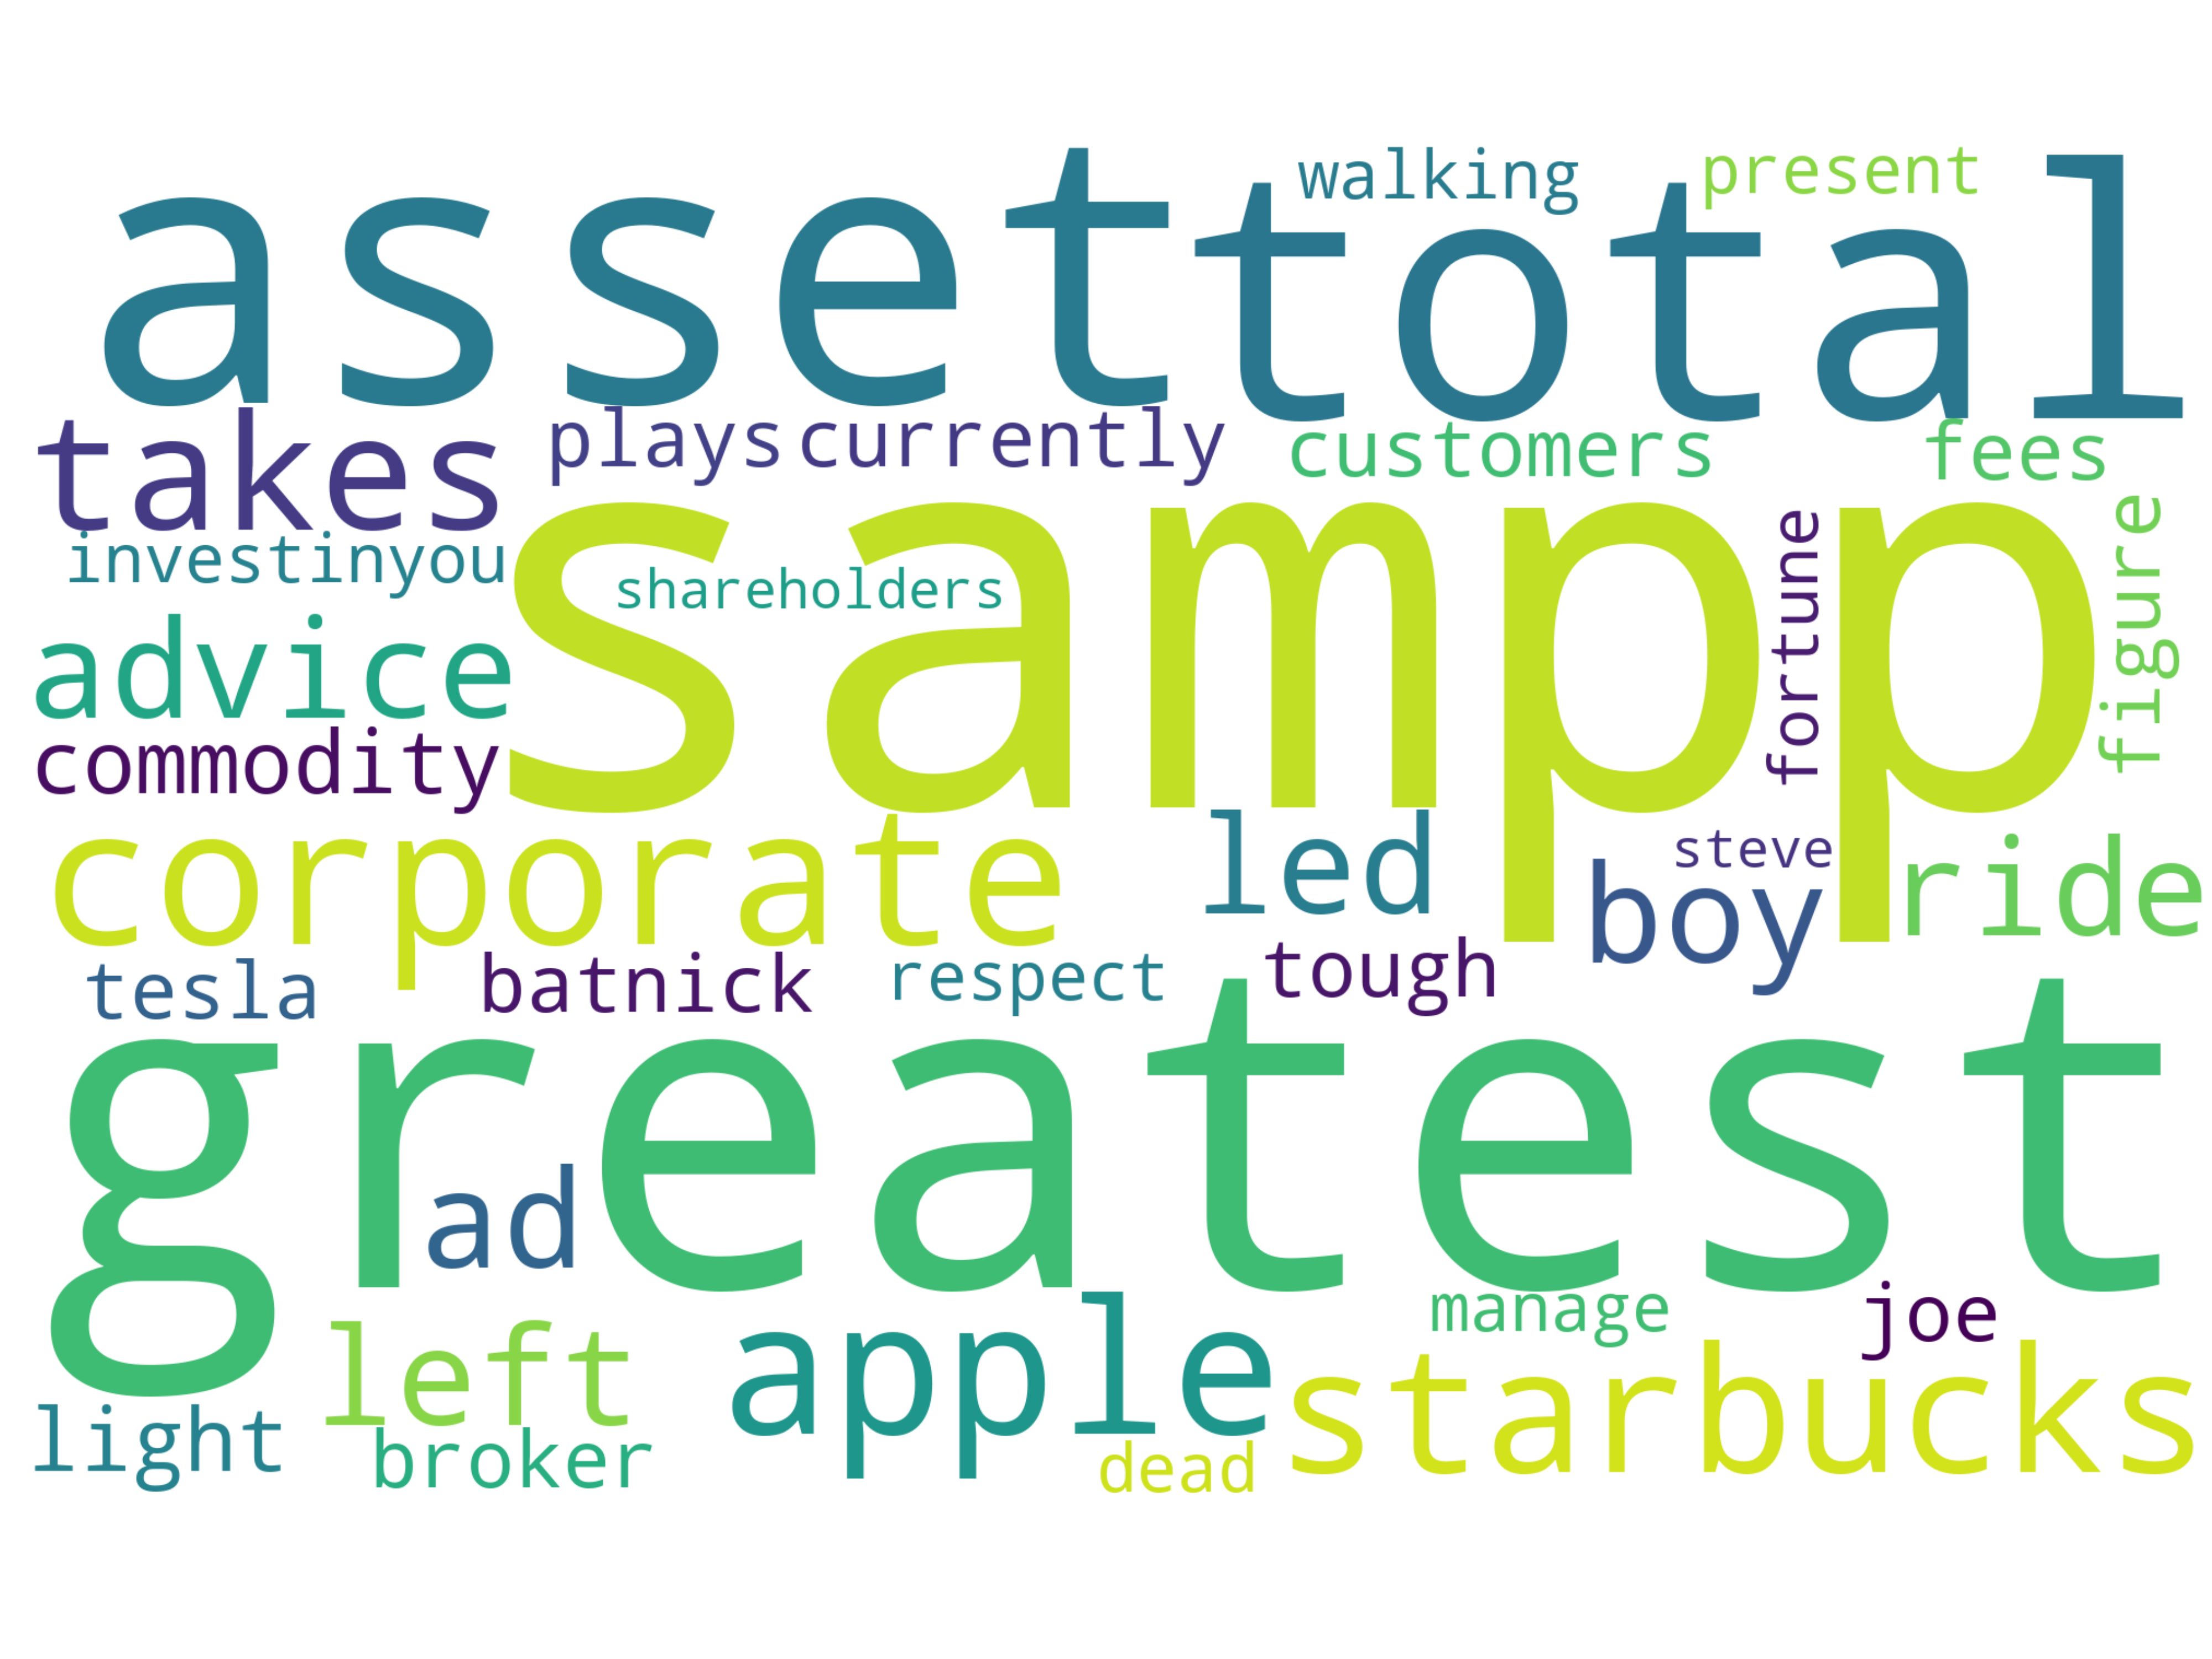 walking present
asset total
takes plays currently customers fees
investinyou shareholders sampp fortune figure
advice
commodity
corporate led steve
boy ride
tesla batnick respect tough
greatest
ad
manage joe
left apple starbucks
light broker dead